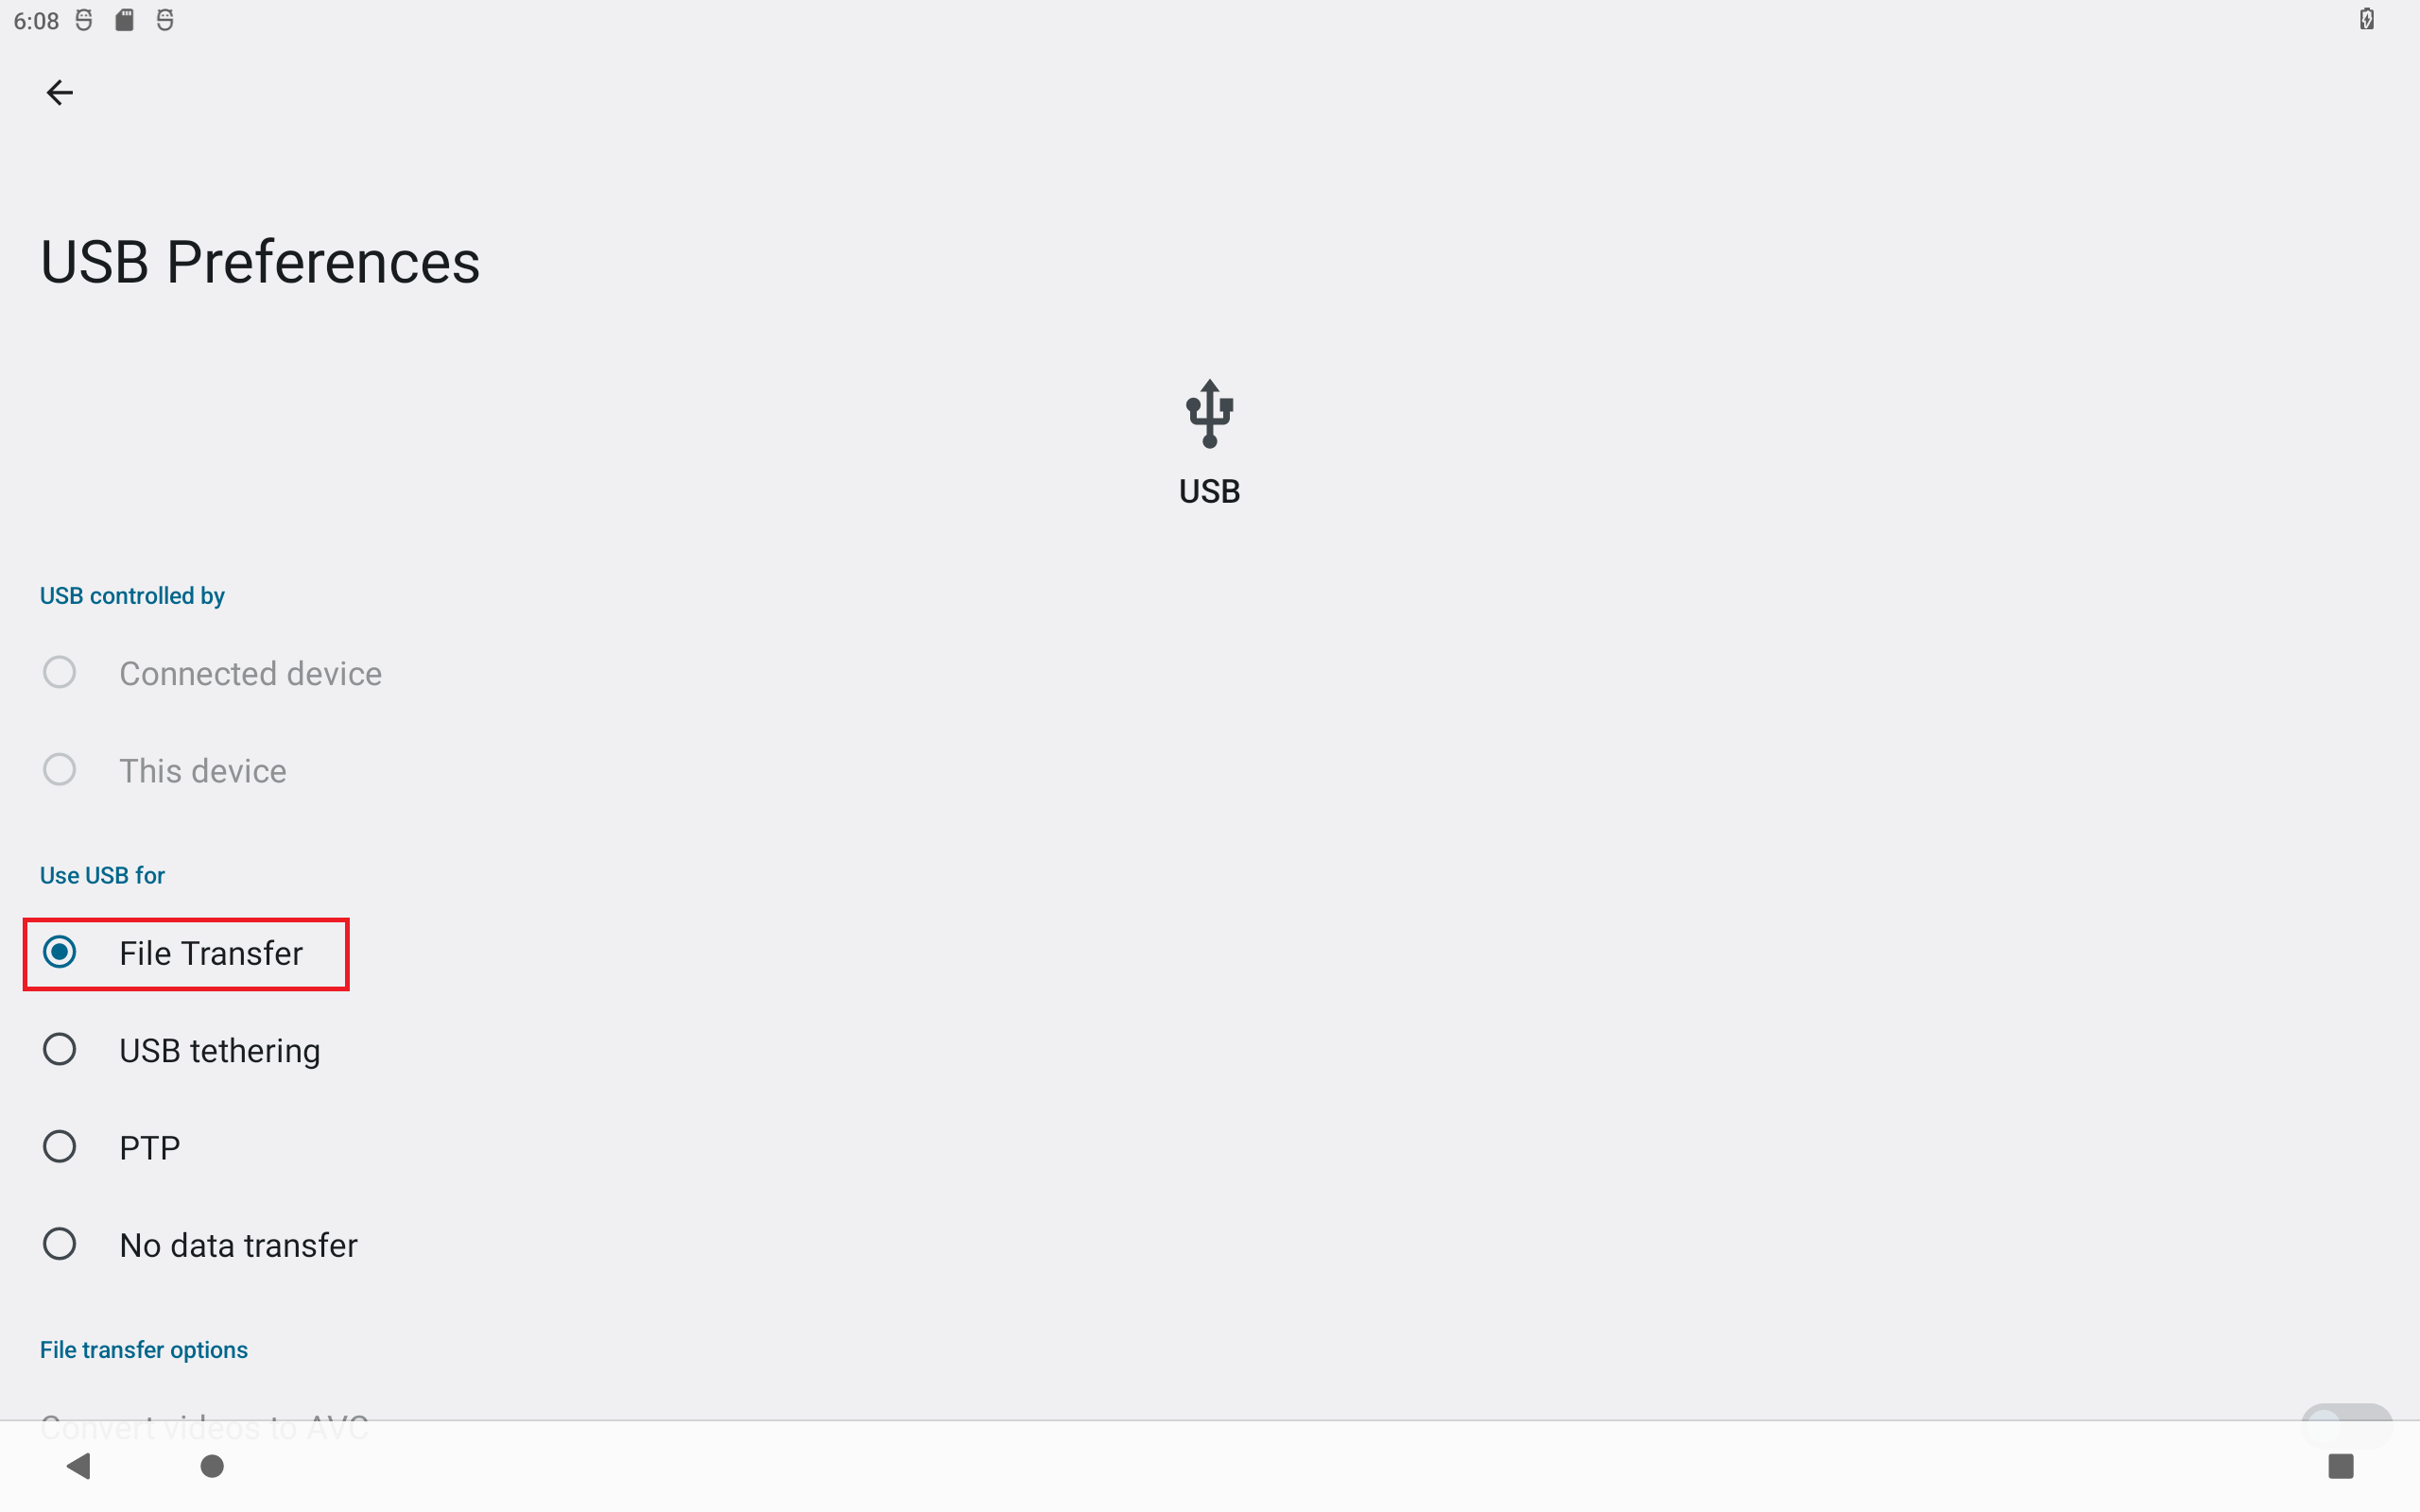 6:08
USB Preferences
USB
USB controlled by
Connected device
This device
Use USB for
File Transfer
USB tethering
PTP
No data transfer
File transfer options
Convert videos to AVC